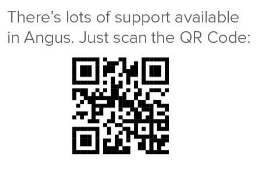 There's lots of support available
in Angus. Just scan the QR Code: